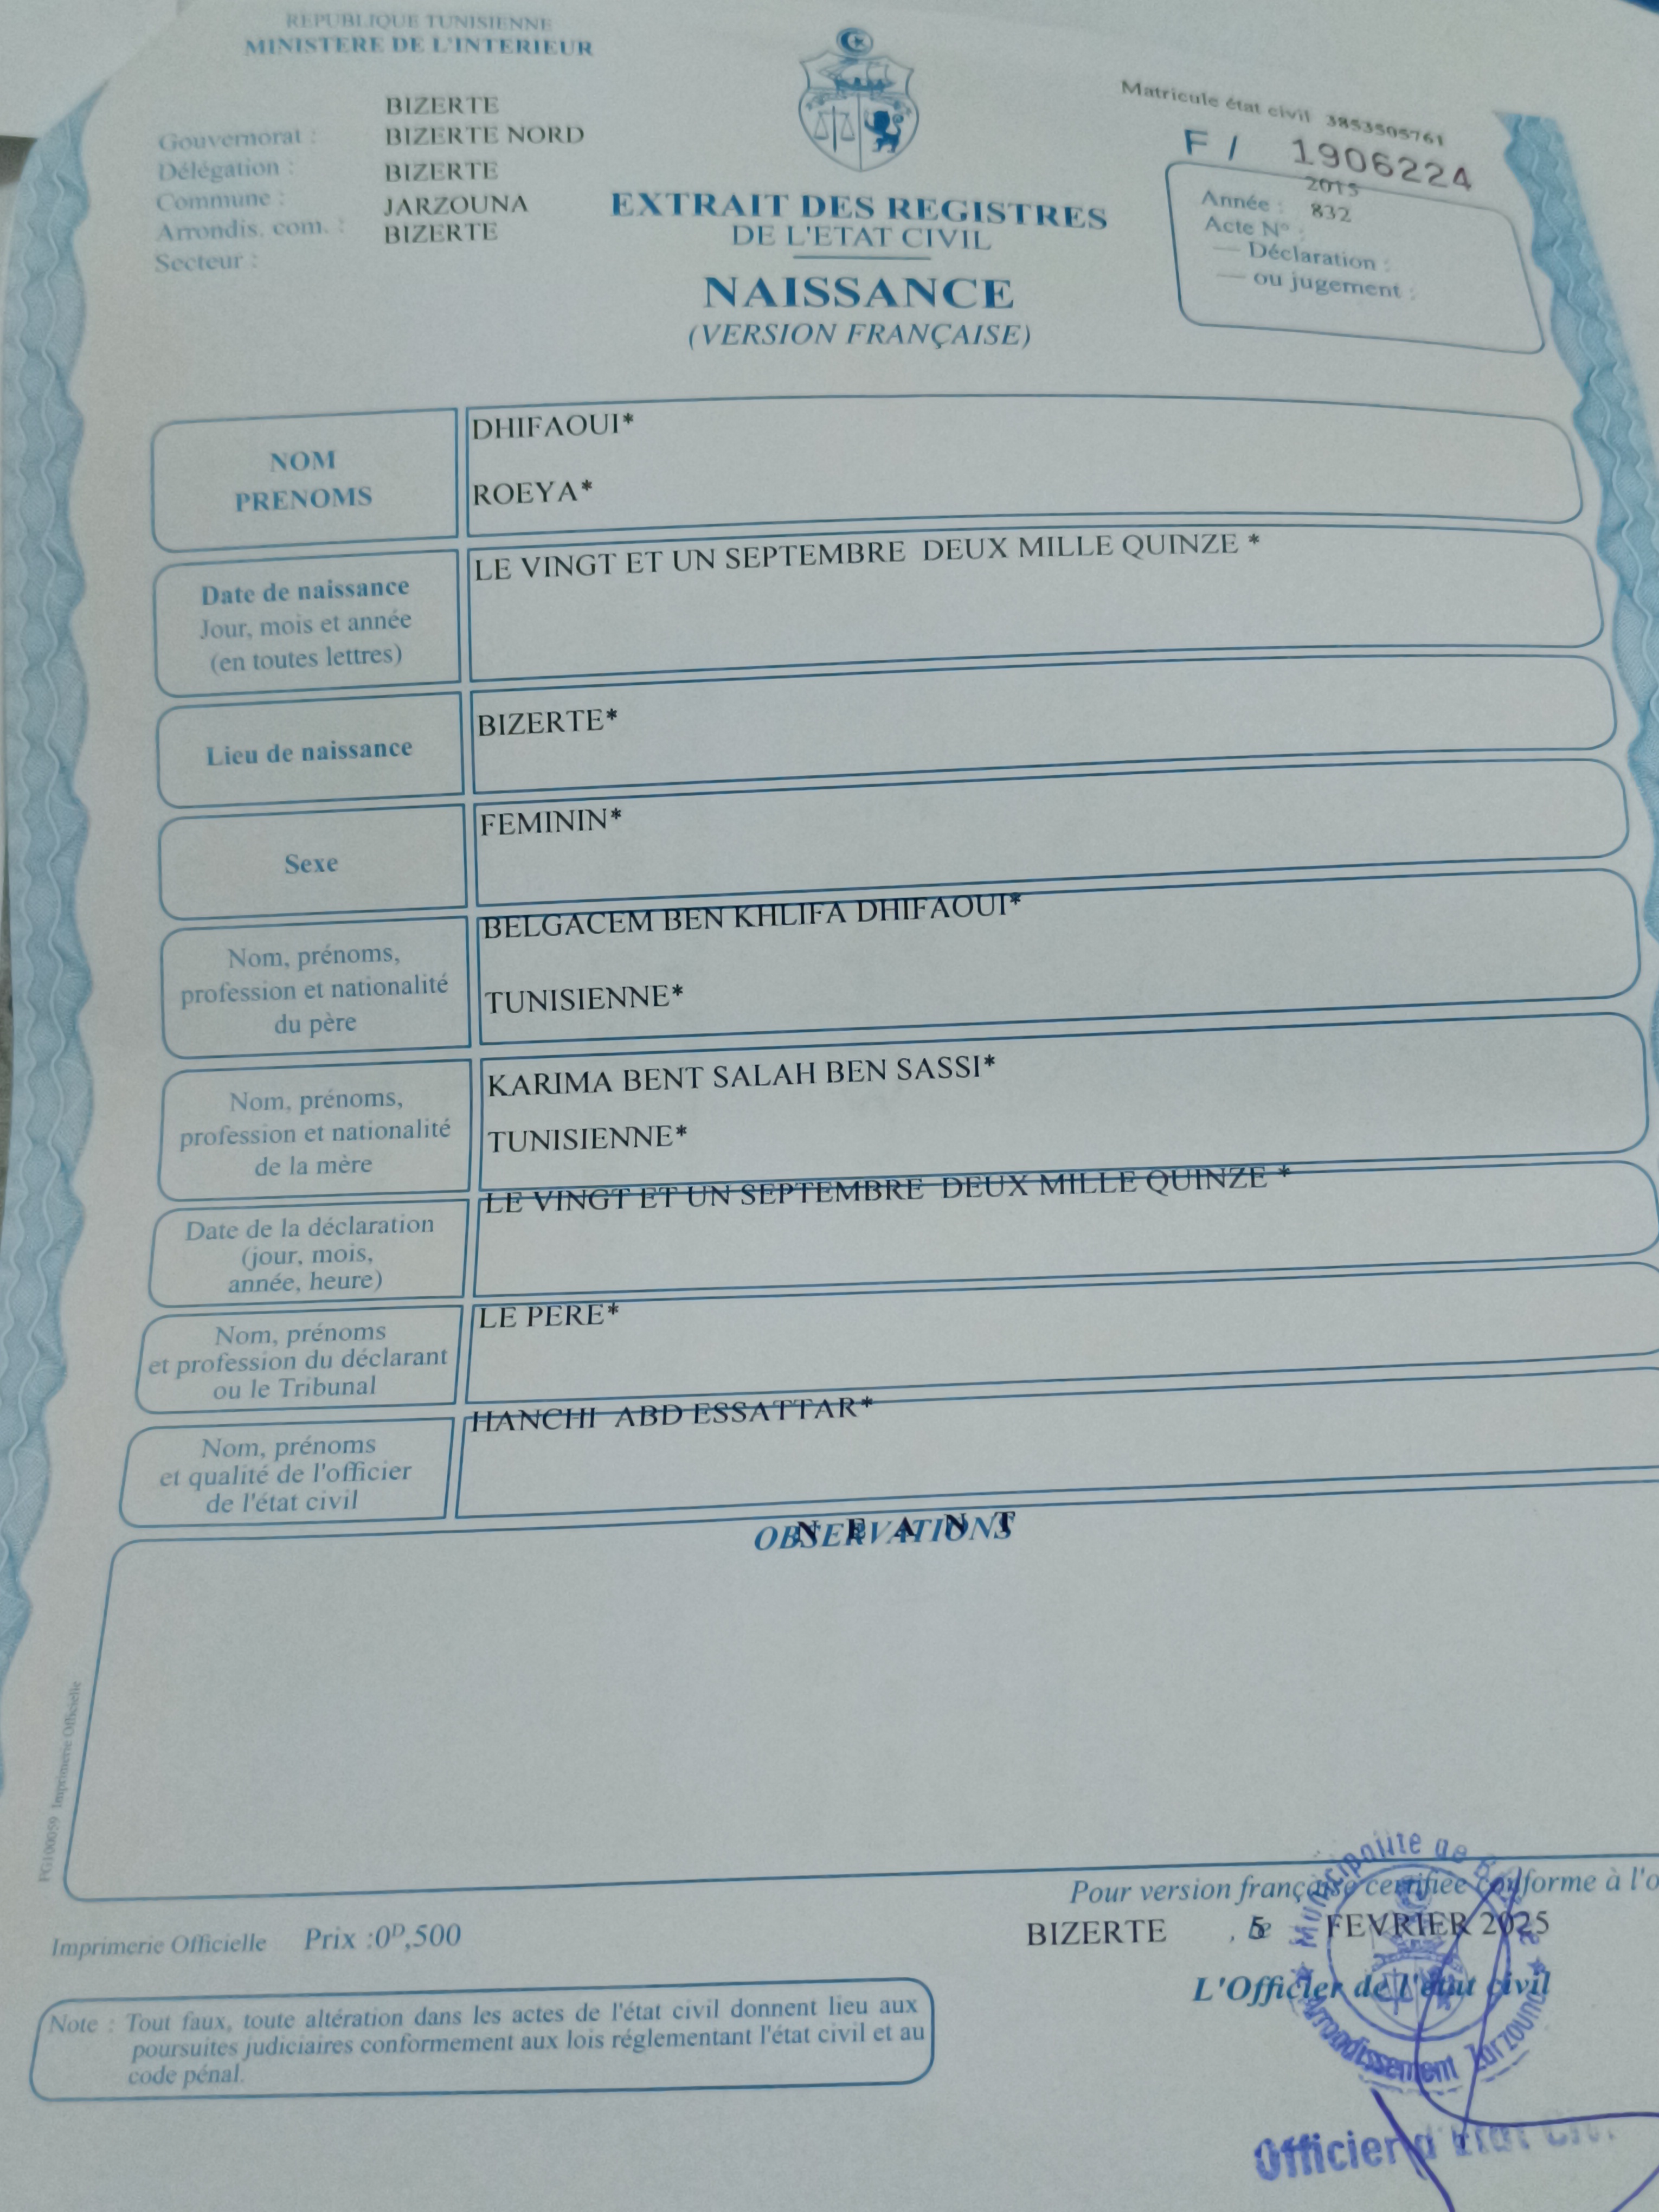 REPUBLIQUE TUNISIENNE
MINISTERE DE L'INTERIEUR
Gouvernorat : BIZERTE
Délégation : BIZERTE NORD
Commune : BIZERTE
Arrondis. com. : JARZOUNA
Secteur : BIZERTE
Matricule état civil 3853505761
F / 1906224
Année : 2015
Acte N° : 832
— Déclaration :
— ou jugement :
EXTRAIT DES REGISTRES
DE L'ETAT CIVIL
NAISSANCE
(VERSION FRANÇAISE)
NOM
PRENOMS
DHIFAOUI*
ROEYA*
Date de naissance
Jour, mois et année
(en toutes lettres)
LE VINGT ET UN SEPTEMBRE DEUX MILLE QUINZE *
Lieu de naissance
BIZERTE*
Sexe
FEMININ*
Nom, prénoms,
profession et nationalité
du père
BELGACEM BEN KHLIFA DHIFAOUI*
TUNISIENNE*
Nom, prénoms,
profession et nationalité
de la mère
KARIMA BENT SALAH BEN SASSI*
TUNISIENNE*
Date de la déclaration
(jour, mois,
année, heure)
LE VINGT ET UN SEPTEMBRE DEUX MILLE QUINZE *
Nom, prénoms
et profession du déclarant
ou le Tribunal
LE PERE*
Nom, prénoms
et qualité de l'officier
de l'état civil
HANCHI ABD ESSATTAR*
OBSERVATIONS
N E A N T
PG100059 Imprimerie Officielle
Pour version française certifiée conforme à l'o
BIZERTE , le 5 FEVRIER 2025
L'Officier de l'état civil
Municipalite de Bizerte
Arrondissement Jarzouna
Officier d'Etat Civ
Imprimerie Officielle Prix :0D,500
Note : Tout faux, toute altération dans les actes de l'état civil donnent lieu aux
poursuites judiciaires conformement aux lois réglementant l'état civil et au
code pénal.